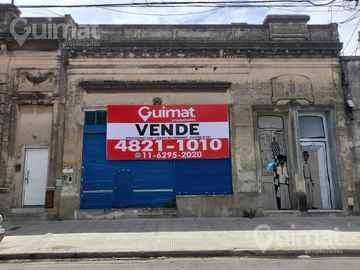 Guimat
propiedades
Guimat
propiedades
VENDE
4821-1010
11-6295-2020
Guimat